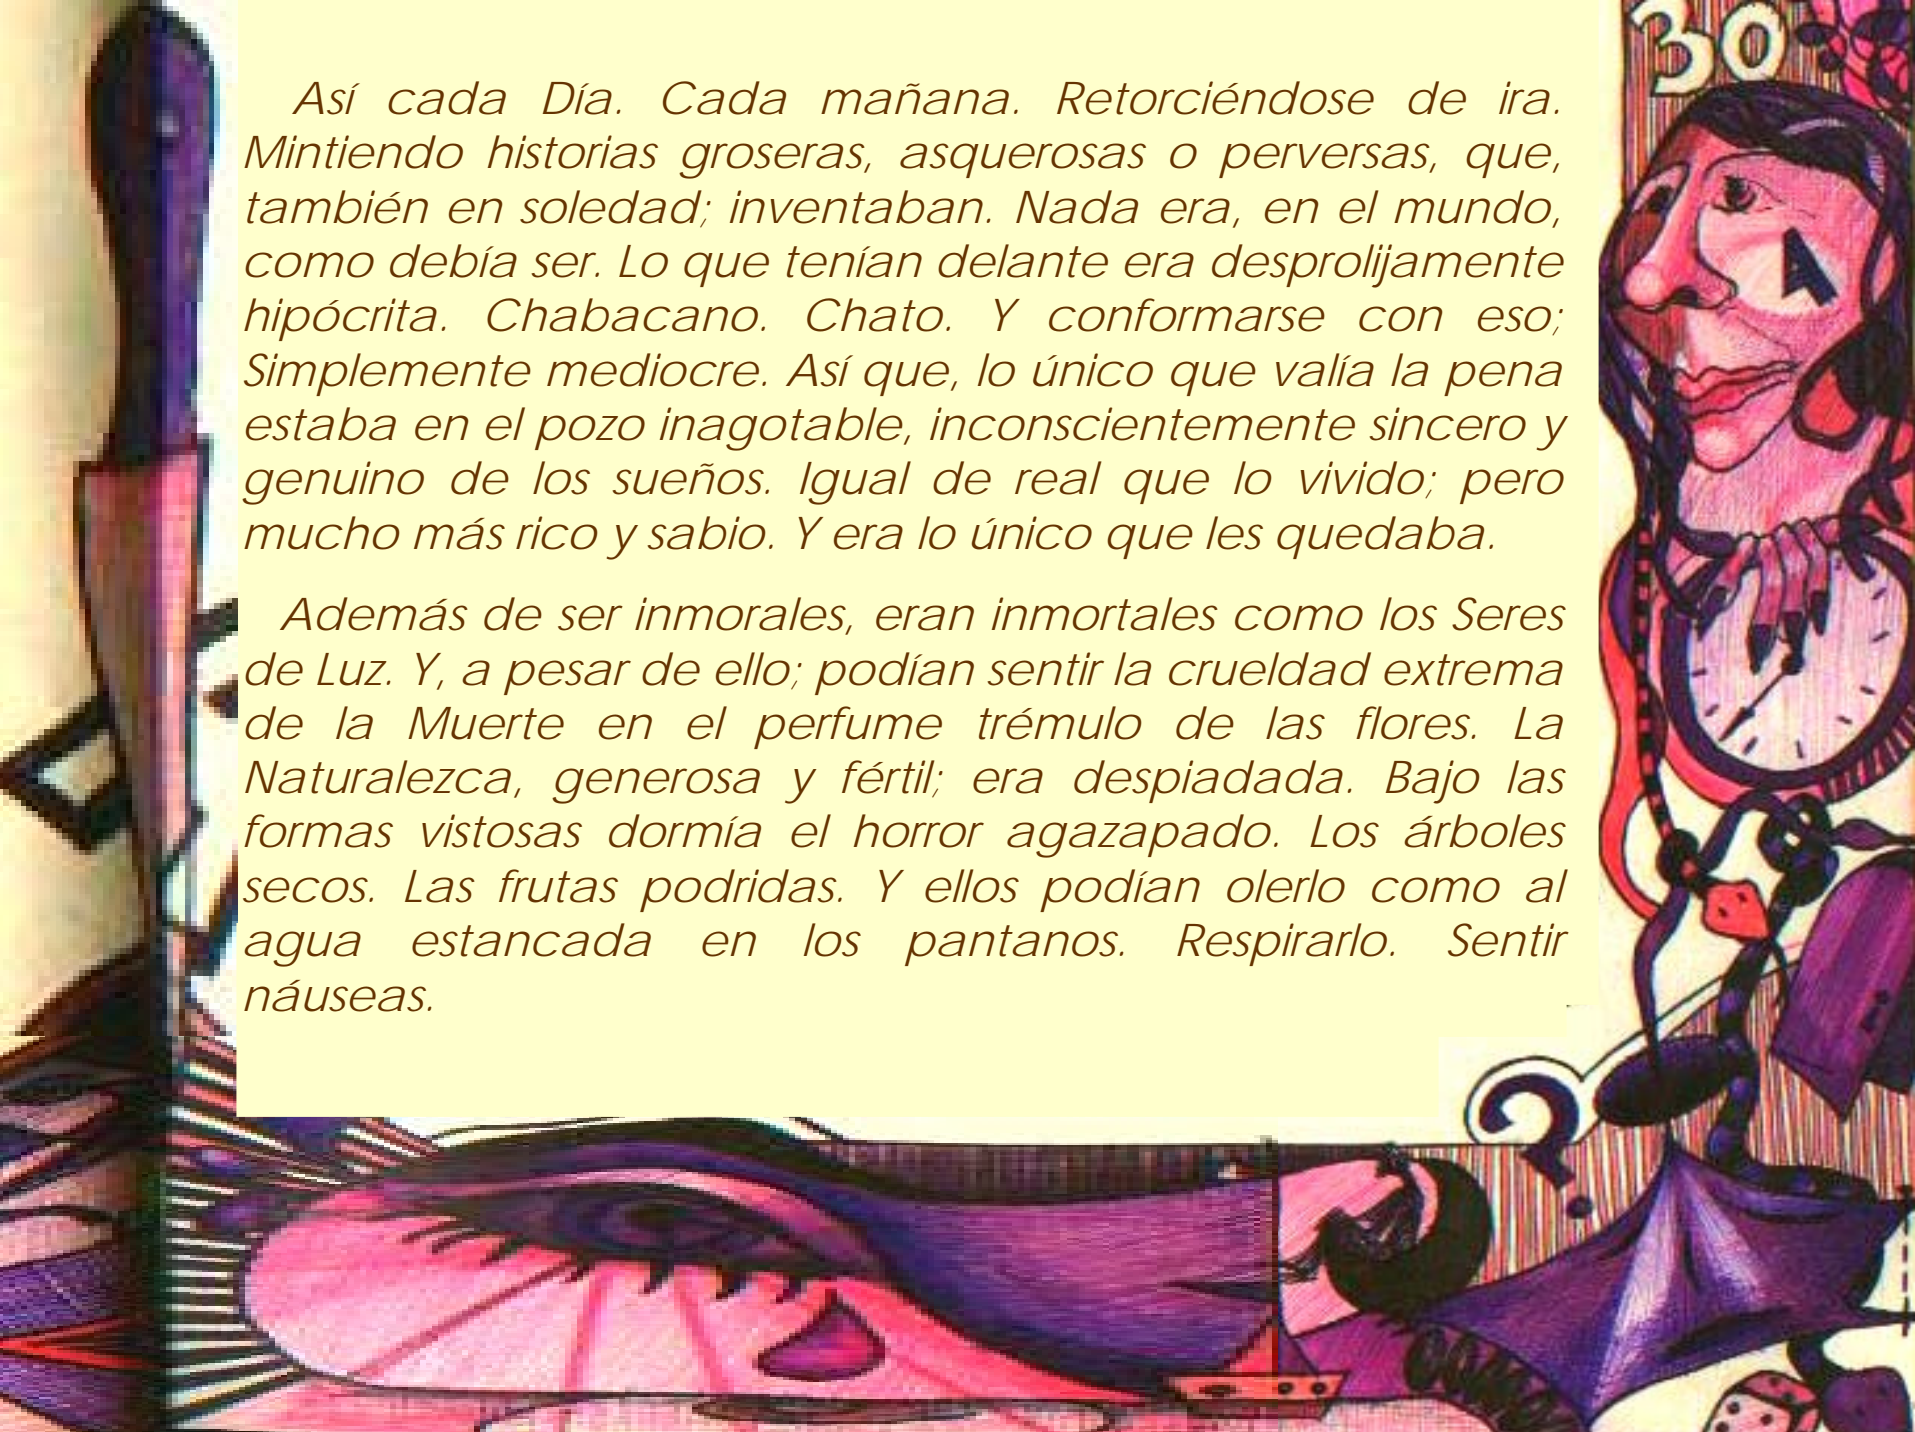 30
Así cada Día. Cada mañana. Retorciéndose de ira.
Mintiendo historias groseras, asquerosas o perversas, que,
también en soledad; inventaban. Nada era, en el mundo,
como debía ser. Lo que tenían delante era desprolijamente
hipócrita. Chabacano. Chato. Y conformarse con eso;
Simplemente mediocre. Así que, lo único que valía la pena
estaba en el pozo inagotable, inconscientemente sincero y
genuino de los sueños. Igual de real que lo vivido; pero
mucho más rico y sabio. Y era lo único que les quedaba.
Además de ser inmorales, eran inmortales como los Seres
de Luz. Y, a pesar de ello; podían sentir la crueldad extrema
de la Muerte en el perfume trémulo de las flores. La
Naturalezca, generosa y fértil; era despiadada. Bajo las
formas vistosas dormía el horror agazapado. Los árboles
secos. Las frutas podridas. Y ellos podían olerlo como al
agua estancada en los pantanos. Respirarlo. Sentir
náuseas.
A
?